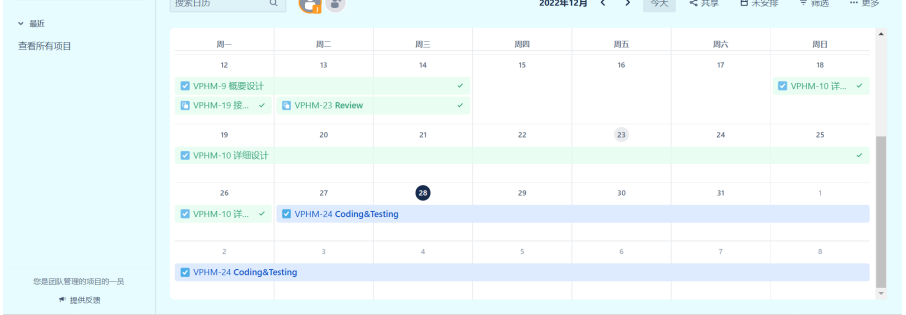 搜索日历
2022年12月 今天 共享 未安排 筛选 更多
最近
查看所有项目
周一 周二 周三 周四 周五 周六 周日
12 13 14 15 16 17 18
VPHM-9 概要设计 VPHM-10 详...
VPHM-19 接... VPHM-23 Review
19 20 21 22 23 24 25
VPHM-10 详细设计
26 27 28 29 30 31 1
VPHM-10 详... VPHM-24 Coding&Testing
2 3 4 5 6 7 8
VPHM-24 Coding&Testing
您是团队管理的项目的一员
提供反馈